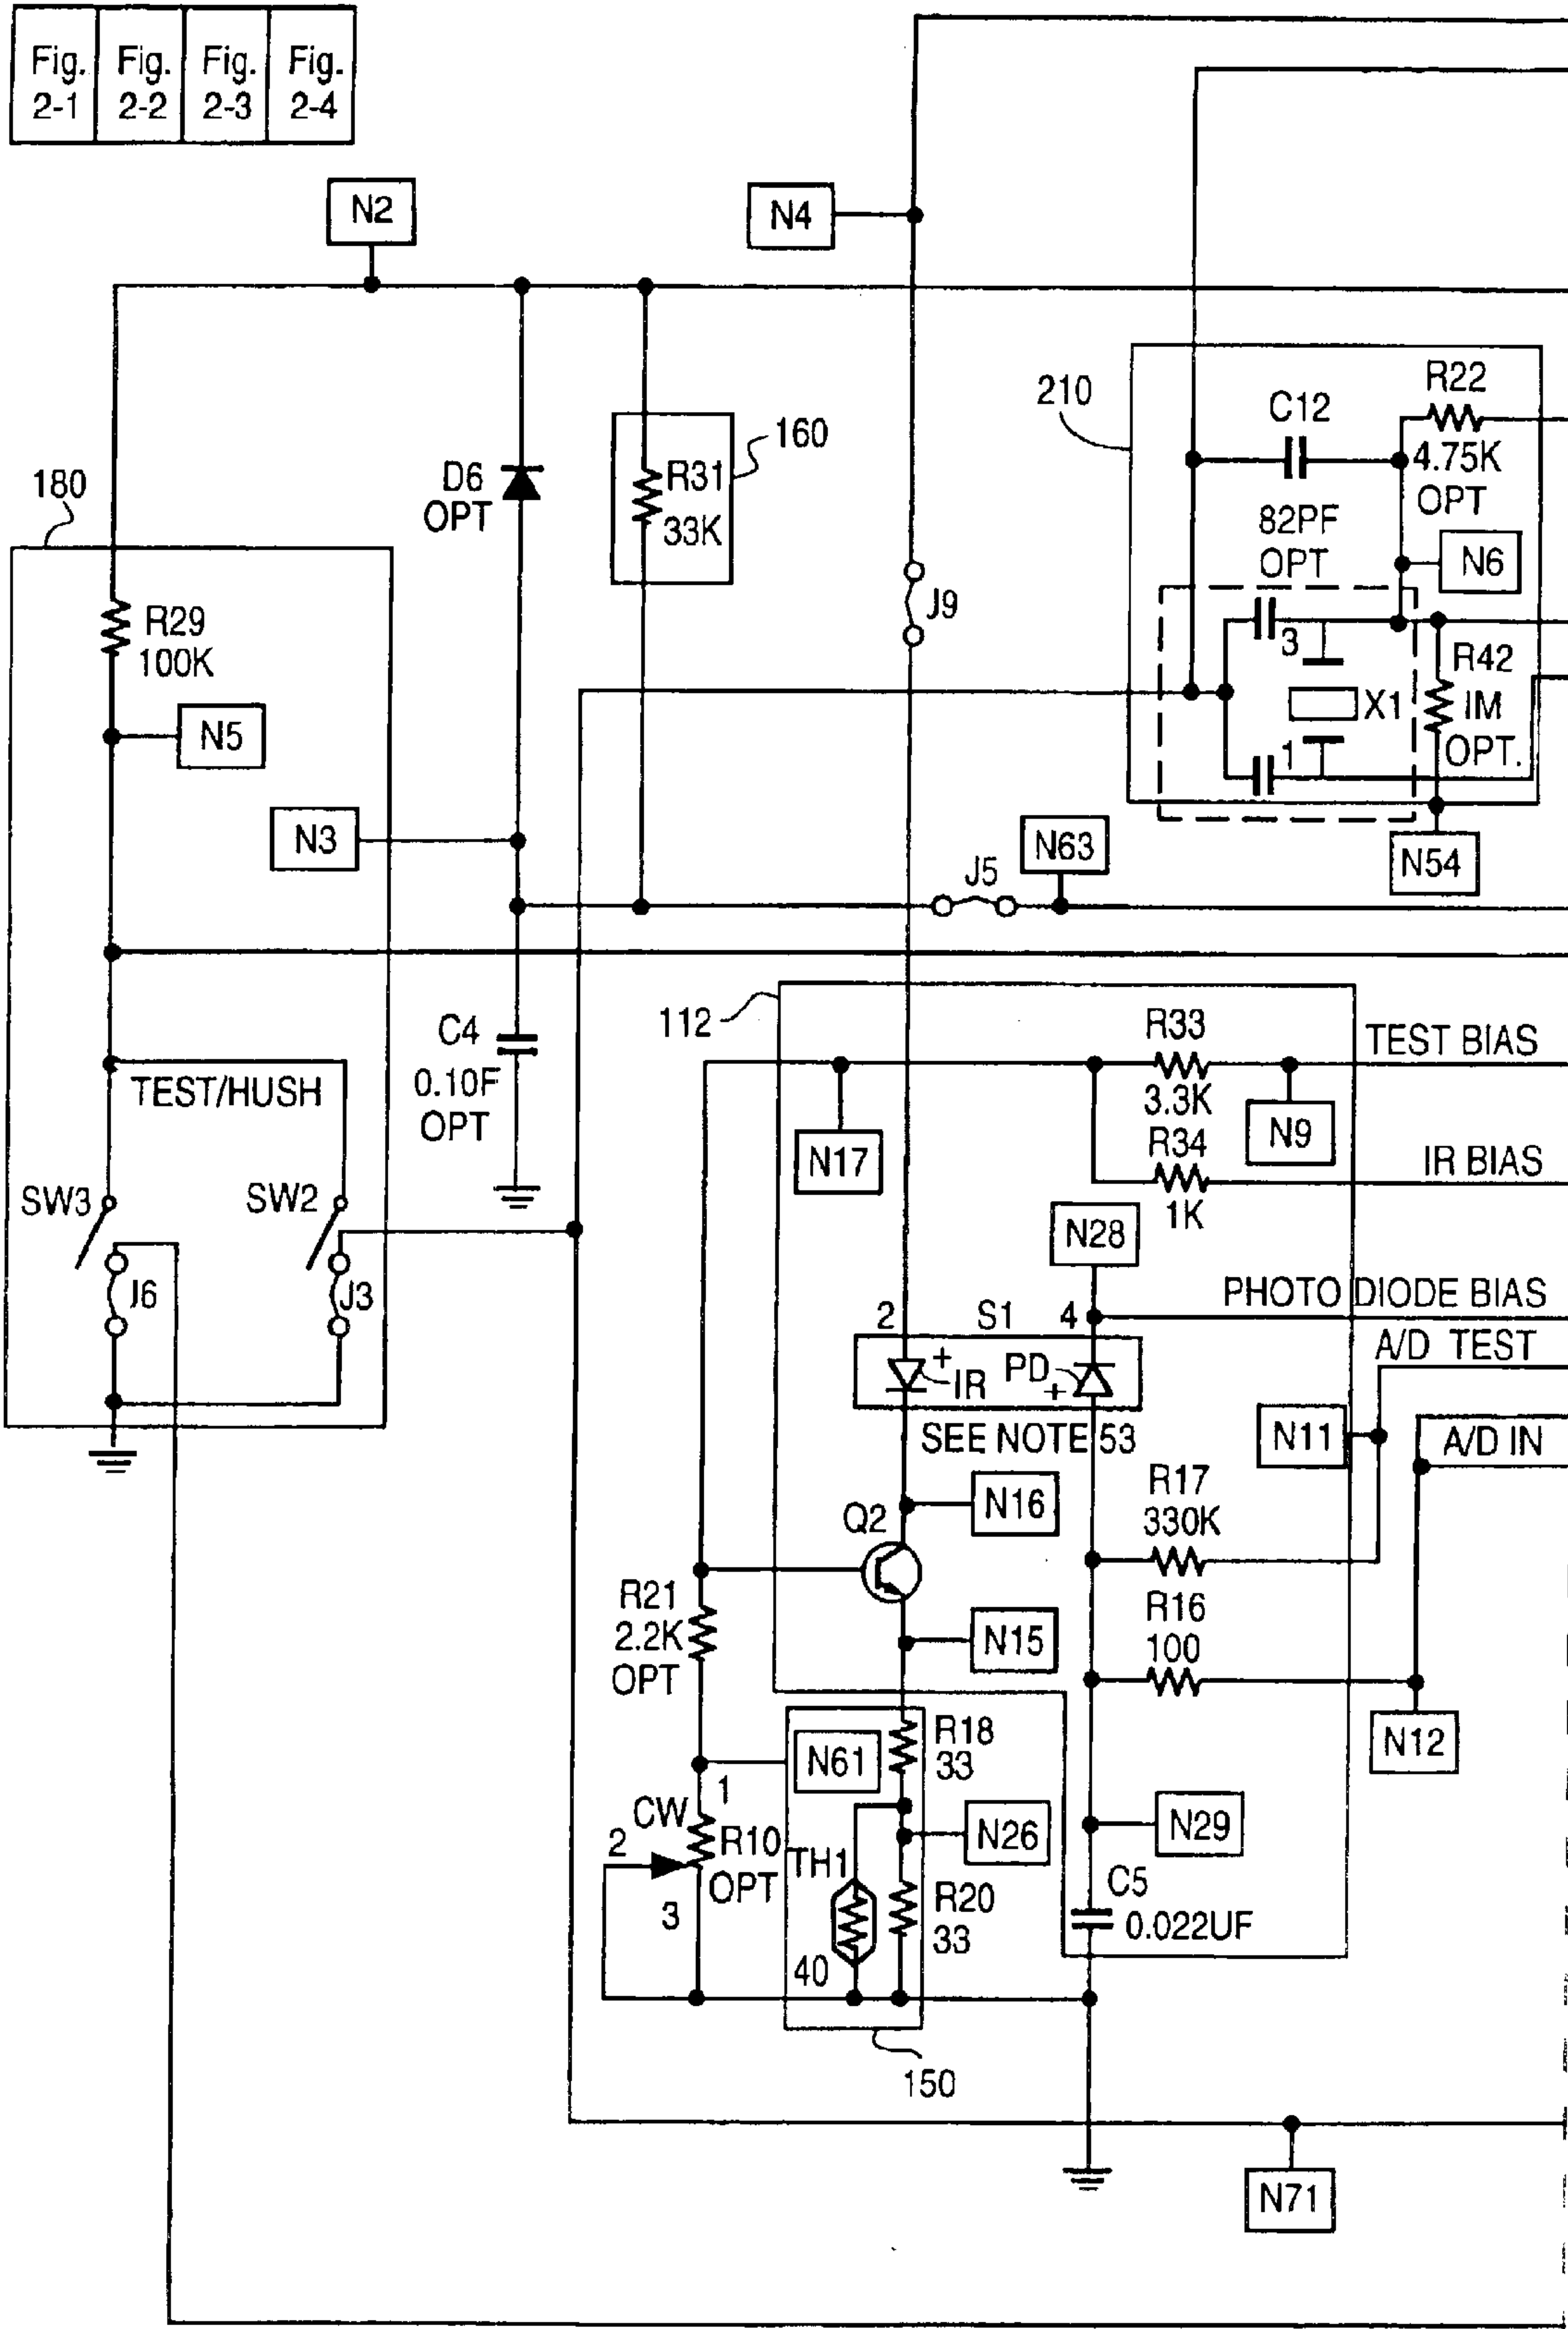 Fig. 2-1
Fig. 2-2
Fig. 2-3
Fig. 2-4
N2
N4
210
C12
R22
4.75K
OPT
82PF
OPT
N6
180
D6
OPT
R31
33K
160
J9
R29
100K
3
R42
IM
OPT.
X1
1
N5
N3
N63
J5
N54
112
C4
0.10F
OPT
R33
3.3K
TEST BIAS
TEST/HUSH
N17
N9
R34
1K
IR BIAS
SW3
SW2
N28
J6
J3
PHOTO DIODE BIAS
2
S1
4
A/D TEST
+
IR
PD
+
SEE NOTE 53
N11
A/D IN
N16
R17
330K
Q2
R21
2.2K
OPT
N15
R16
100
N12
N61
R18
33
1
CW
2
R10
OPT
3
TH1
N26
N29
R20
33
C5
0.022UF
40
150
N71